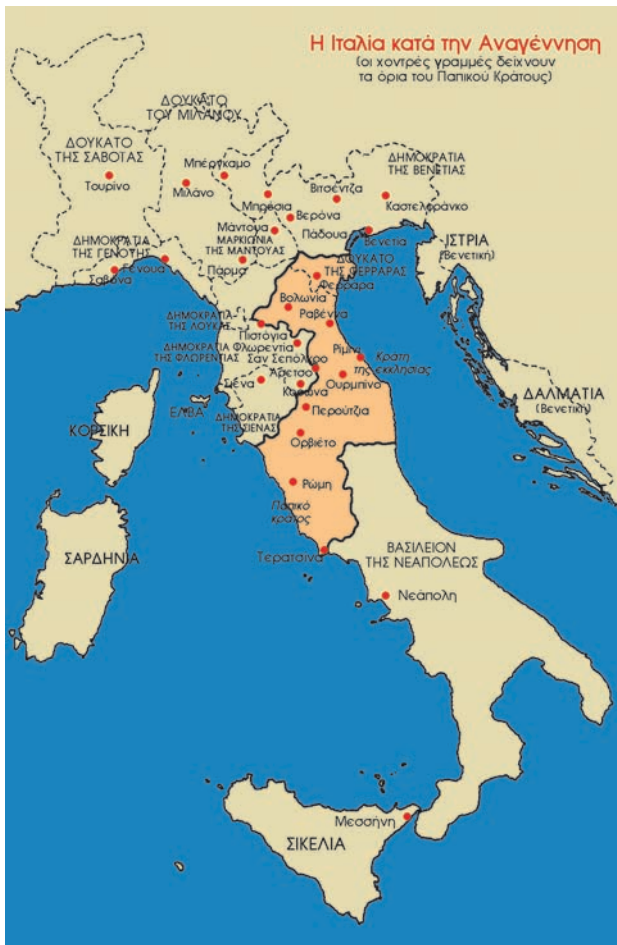 Η Ιταλία κατά την Αναγέννηση
(οι χοντρές γραμμές δείχνουν
τα όρια του Παπικού Κράτους)
ΔΟΥΚΑΤΟ
ΤΟΥ ΜΙΛΑΝΟΥ
ΔΟΥΚΑΤΟ
ΤΗΣ ΣΑΒΟΪΑΣ
Τουρίνο
Μπέργκαμο
Μιλάνο
Μπρέσια
Βιτσέντζα
ΔΗΜΟΚΡΑΤΙΑ
ΤΗΣ ΒΕΝΕΤΙΑΣ
Καστελφράνκο
Βερόνα
Μάντουα
ΜΑΡΚΙΩΝΙΑ
ΤΗΣ ΜΑΝΤΟΥΑΣ
Πάδουα
Βενετία
ΙΣΤΡΙΑ
(Βενετική)
ΔΗΜΟΚΡΑΤΙΑ
ΤΗΣ ΓΕΝΟΥΗΣ
Γένουα
Σαβόνα
Πάρμα
ΔΟΥΚΑΤΟ
ΤΗΣ ΦΕΡΡΑΡΑΣ
Φερράρα
Βολωνία
Ραβέννα
ΔΗΜΟΚΡΑΤΙΑ
ΤΗΣ ΛΟΥΚΑΣ
Πιστόγια
ΔΗΜΟΚΡΑΤΙΑ
ΤΗΣ ΦΛΩΡΕΝΤΙΑΣ
Φλωρεντία
Σαν Σεπόλκρο
Ρίμινι
Κράτη
της εκκλησίας
Αρέτσο
Σιένα
Ουρμπίνο
Κορτώνα
Περούτζια
ΔΑΛΜΑΤΙΑ
(Βενετική)
ΕΛΒΑ
ΔΗΜΟΚΡΑΤΙΑ
ΤΗΣ ΣΙΕΝΑΣ
ΚΟΡΣΙΚΗ
Ορβιέτο
Ρώμη
Παπικό
κράτος
ΣΑΡΔΗΝΙΑ
Τερατσίνα
ΒΑΣΙΛΕΙΟΝ
ΤΗΣ ΝΕΑΠΟΛΕΩΣ
Νεάπολη
Μεσσήνη
ΣΙΚΕΛΙΑ